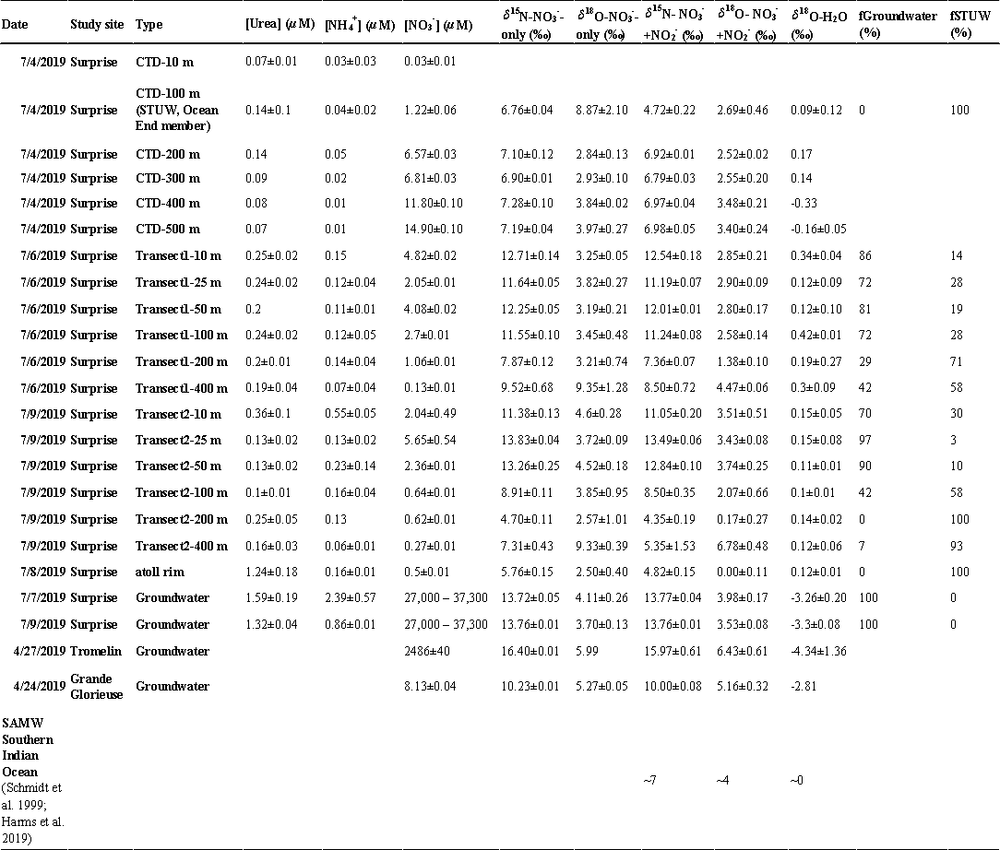 Date Study site Type [Urea] (µM) [NH4+] (µM) [NO3-] (µM) δ15N-NO3-- only (‰) δ18O-NO3-- only (‰) δ15N- NO3- +NO2- (‰) δ18O- NO3- +NO2- (‰) δ18O-H2O (‰) fGroundwater (%) fSTUW (%)
7/4/2019 Surprise CTD-10 m 0.07±0.01 0.03±0.03 0.03±0.01
7/4/2019 Surprise CTD-100 m (STUW, Ocean End member) 0.14±0.1 0.04±0.02 1.22±0.06 6.76±0.04 8.87±2.10 4.72±0.22 2.69±0.46 0.09±0.12 0 100
7/4/2019 Surprise CTD-200 m 0.14 0.05 6.57±0.03 7.10±0.12 2.84±0.13 6.92±0.01 2.52±0.02 0.17
7/4/2019 Surprise CTD-300 m 0.09 0.02 6.81±0.03 6.90±0.01 2.93±0.10 6.79±0.03 2.55±0.20 0.14
7/4/2019 Surprise CTD-400 m 0.08 0.01 11.80±0.10 7.28±0.10 3.84±0.02 6.97±0.04 3.48±0.21 -0.33
7/4/2019 Surprise CTD-500 m 0.07 0.01 14.90±0.10 7.19±0.04 3.97±0.27 6.98±0.05 3.40±0.24 -0.16±0.05
7/6/2019 Surprise Transect1-10 m 0.25±0.02 0.15 4.82±0.02 12.71±0.14 3.25±0.05 12.54±0.18 2.85±0.21 0.34±0.04 86 14
7/6/2019 Surprise Transect1-25 m 0.24±0.02 0.12±0.04 2.05±0.01 11.64±0.05 3.82±0.27 11.19±0.07 2.90±0.09 0.12±0.09 72 28
7/6/2019 Surprise Transect1-50 m 0.2 0.11±0.01 4.08±0.02 12.25±0.05 3.19±0.21 12.01±0.01 2.80±0.17 0.12±0.10 81 19
7/6/2019 Surprise Transect1-100 m 0.24±0.02 0.12±0.05 2.7±0.01 11.55±0.10 3.45±0.48 11.24±0.08 2.58±0.14 0.42±0.01 72 28
7/6/2019 Surprise Transect1-200 m 0.2±0.01 0.14±0.04 1.06±0.01 7.87±0.12 3.21±0.74 7.36±0.07 1.38±0.10 0.19±0.27 29 71
7/6/2019 Surprise Transect1-400 m 0.19±0.04 0.07±0.04 0.13±0.01 9.52±0.68 9.35±1.28 8.50±0.72 4.47±0.06 0.3±0.09 42 58
7/9/2019 Surprise Transect2-10 m 0.36±0.1 0.55±0.05 2.04±0.49 11.38±0.13 4.6±0.28 11.05±0.20 3.51±0.51 0.15±0.05 70 30
7/9/2019 Surprise Transect2-25 m 0.13±0.02 0.13±0.02 5.65±0.54 13.83±0.04 3.72±0.09 13.49±0.06 3.43±0.08 0.15±0.08 97 3
7/9/2019 Surprise Transect2-50 m 0.13±0.02 0.23±0.14 2.36±0.01 13.26±0.25 4.52±0.18 12.84±0.10 3.74±0.25 0.11±0.01 90 10
7/9/2019 Surprise Transect2-100 m 0.1±0.01 0.16±0.04 0.64±0.01 8.91±0.11 3.85±0.95 8.50±0.35 2.07±0.66 0.1±0.01 42 58
7/9/2019 Surprise Transect2-200 m 0.25±0.05 0.13 0.62±0.01 4.70±0.11 2.57±1.01 4.35±0.19 0.17±0.27 0.14±0.02 0 100
7/9/2019 Surprise Transect2-400 m 0.16±0.03 0.06±0.01 0.27±0.01 7.31±0.43 9.33±0.39 5.35±1.53 6.78±0.48 0.12±0.06 7 93
7/8/2019 Surprise atoll rim 1.24±0.18 0.16±0.01 0.5±0.01 5.76±0.15 2.50±0.40 4.82±0.15 0.00±0.11 0.12±0.01 0 100
7/7/2019 Surprise Groundwater 1.59±0.19 2.39±0.57 27,000 – 37,300 13.72±0.05 4.11±0.26 13.77±0.04 3.98±0.17 -3.26±0.20 100 0
7/9/2019 Surprise Groundwater 1.32±0.04 0.86±0.01 27,000 – 37,300 13.76±0.01 3.70±0.13 13.76±0.01 3.53±0.08 -3.3±0.08 100 0
4/27/2019 Tromelin Groundwater 2486±40 16.40±0.01 5.99 15.97±0.61 6.43±0.61 -4.34±1.36
4/24/2019 Grande Glorieuse Groundwater 8.13±0.04 10.23±0.01 5.27±0.05 10.00±0.08 5.16±0.32 -2.81
SAMW
Southern
Indian
Ocean
(Schmidt et ~7 ~4 ~0
al. 1999;
Harms et al.
2019)